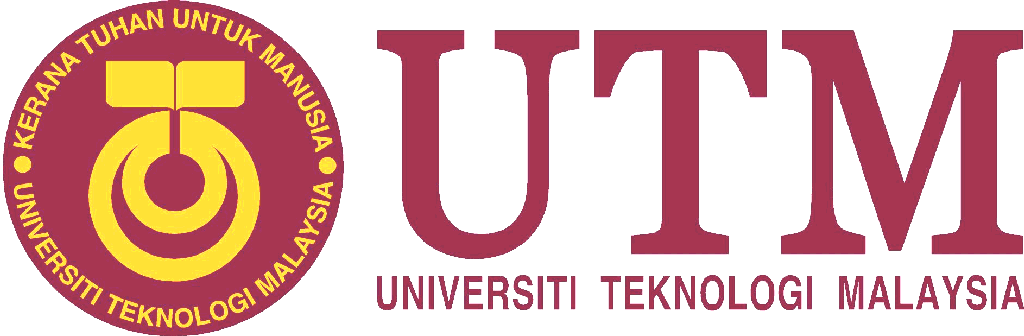 KERANA TUHAN UNTUK MANUSIA
UNIVERSITI TEKNOLOGI MALAYSIA
UTM
UNIVERSITI TEKNOLOGI MALAYSIA